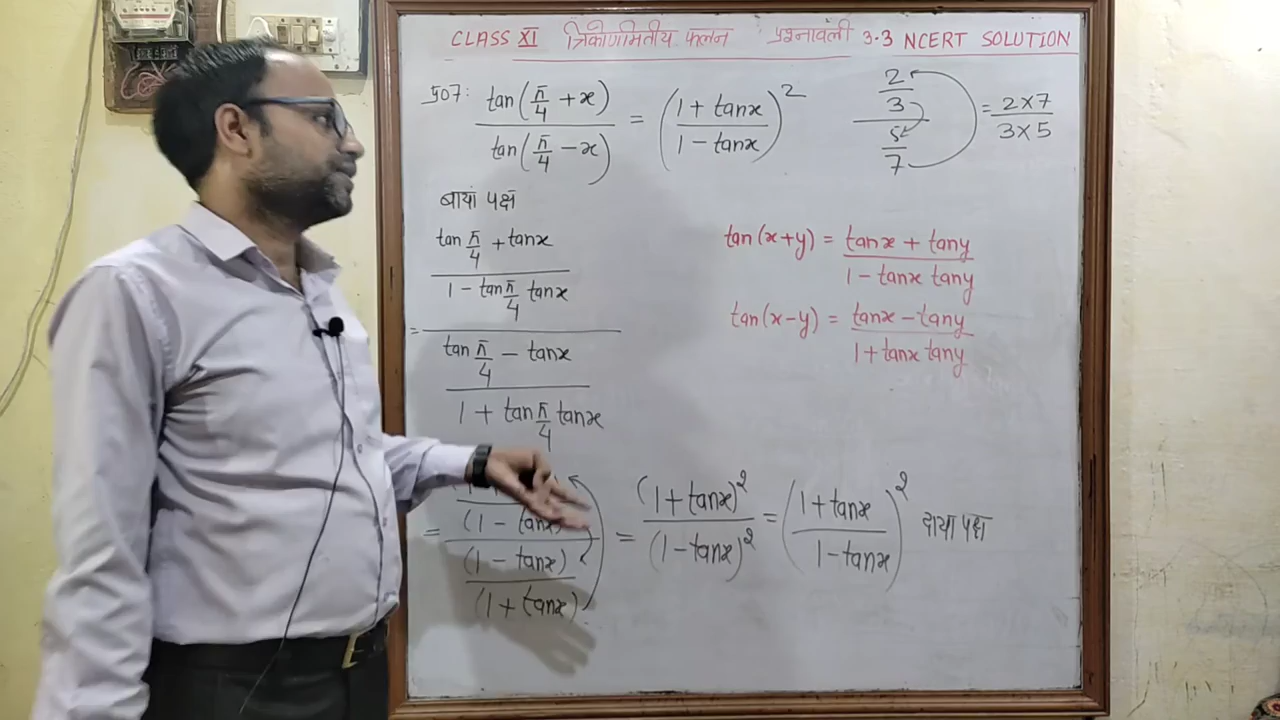 CLASS XI त्रिकोणमितीय फलन प्रश्नावली 3.3 NCERT SOLUTION
प्र07: tan(π/4 + x) / tan(π/4 − x) = ((1 + tanx) / (1 − tanx))^2
(2/3) / (5/7) = (2×7) / (3×5)
बायां पक्ष
= ((tan π/4 + tanx) / (1 − tan π/4 tanx)) / ((tan π/4 − tanx) / (1 + tan π/4 tanx))
tan(x+y) = (tanx + tany) / (1 − tanx tany)
tan(x−y) = (tanx − tany) / (1 + tanx tany)
= (1 − tanx) / ((1 − tanx) / (1 + tanx)) = (1 + tanx)^2 / (1 − tanx)^2 = ((1 + tanx) / (1 − tanx))^2 दाया पक्ष